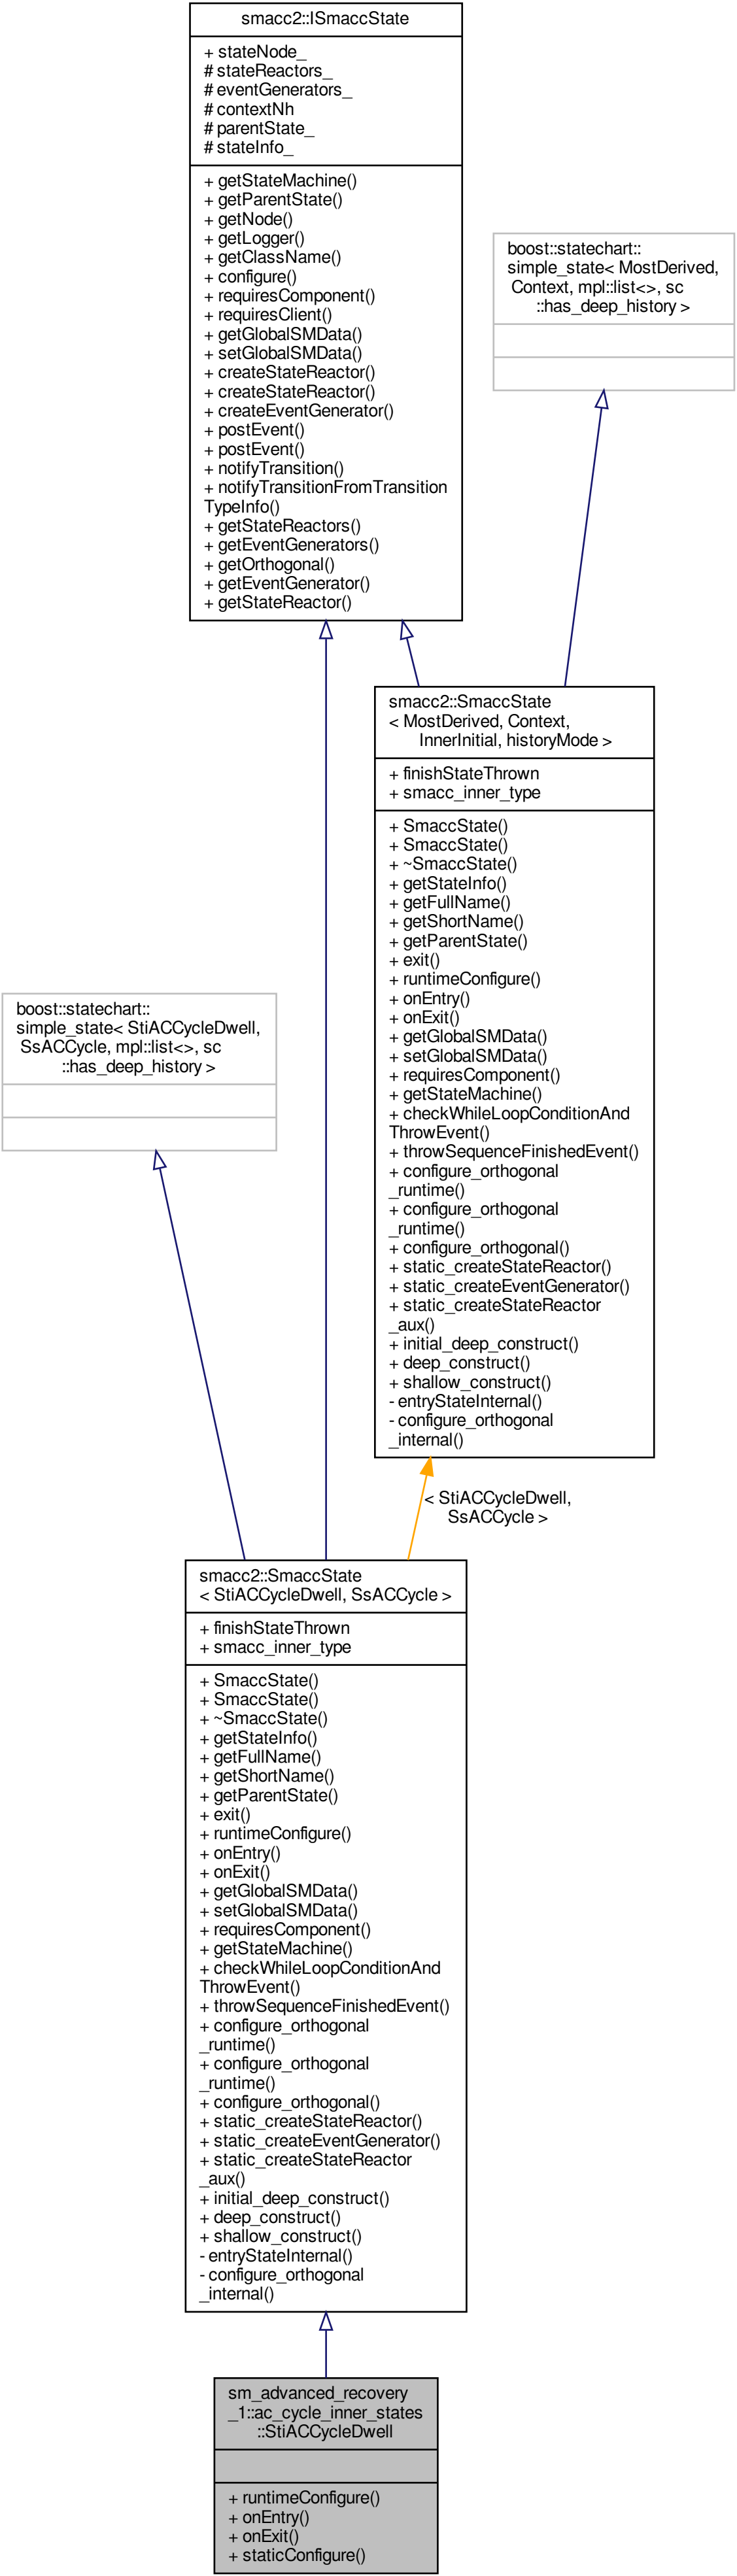 smacc2::ISmaccState
+ stateNode_
# stateReactors_
# eventGenerators_
# contextNh
# parentState_
# stateInfo_
+ getStateMachine()
+ getParentState()
+ getNode()
+ getLogger()
+ getClassName()
+ configure()
+ requiresComponent()
+ requiresClient()
+ getGlobalSMData()
+ setGlobalSMData()
+ createStateReactor()
+ createStateReactor()
+ createEventGenerator()
+ postEvent()
+ postEvent()
+ notifyTransition()
+ notifyTransitionFromTransition
TypeInfo()
+ getStateReactors()
+ getEventGenerators()
+ getOrthogonal()
+ getEventGenerator()
+ getStateReactor()
boost::statechart::
simple_state< MostDerived,
Context, mpl::list<>, sc
::has_deep_history >
smacc2::SmaccState
< MostDerived, Context,
InnerInitial, historyMode >
+ finishStateThrown
+ smacc_inner_type
+ SmaccState()
+ SmaccState()
+ ~SmaccState()
+ getStateInfo()
+ getFullName()
+ getShortName()
+ getParentState()
+ exit()
+ runtimeConfigure()
+ onEntry()
+ onExit()
+ getGlobalSMData()
+ setGlobalSMData()
+ requiresComponent()
+ getStateMachine()
+ checkWhileLoopConditionAnd
ThrowEvent()
+ throwSequenceFinishedEvent()
+ configure_orthogonal
_runtime()
+ configure_orthogonal
_runtime()
+ configure_orthogonal()
+ static_createStateReactor()
+ static_createEventGenerator()
+ static_createStateReactor
_aux()
+ initial_deep_construct()
+ deep_construct()
+ shallow_construct()
- entryStateInternal()
- configure_orthogonal
_internal()
boost::statechart::
simple_state< StiACCycleDwell,
SsACCycle, mpl::list<>, sc
::has_deep_history >
< StiACCycleDwell,
SsACCycle >
smacc2::SmaccState
< StiACCycleDwell, SsACCycle >
+ finishStateThrown
+ smacc_inner_type
+ SmaccState()
+ SmaccState()
+ ~SmaccState()
+ getStateInfo()
+ getFullName()
+ getShortName()
+ getParentState()
+ exit()
+ runtimeConfigure()
+ onEntry()
+ onExit()
+ getGlobalSMData()
+ setGlobalSMData()
+ requiresComponent()
+ getStateMachine()
+ checkWhileLoopConditionAnd
ThrowEvent()
+ throwSequenceFinishedEvent()
+ configure_orthogonal
_runtime()
+ configure_orthogonal
_runtime()
+ configure_orthogonal()
+ static_createStateReactor()
+ static_createEventGenerator()
+ static_createStateReactor
_aux()
+ initial_deep_construct()
+ deep_construct()
+ shallow_construct()
- entryStateInternal()
- configure_orthogonal
_internal()
sm_advanced_recovery
_1::ac_cycle_inner_states
::StiACCycleDwell
+ runtimeConfigure()
+ onEntry()
+ onExit()
+ staticConfigure()